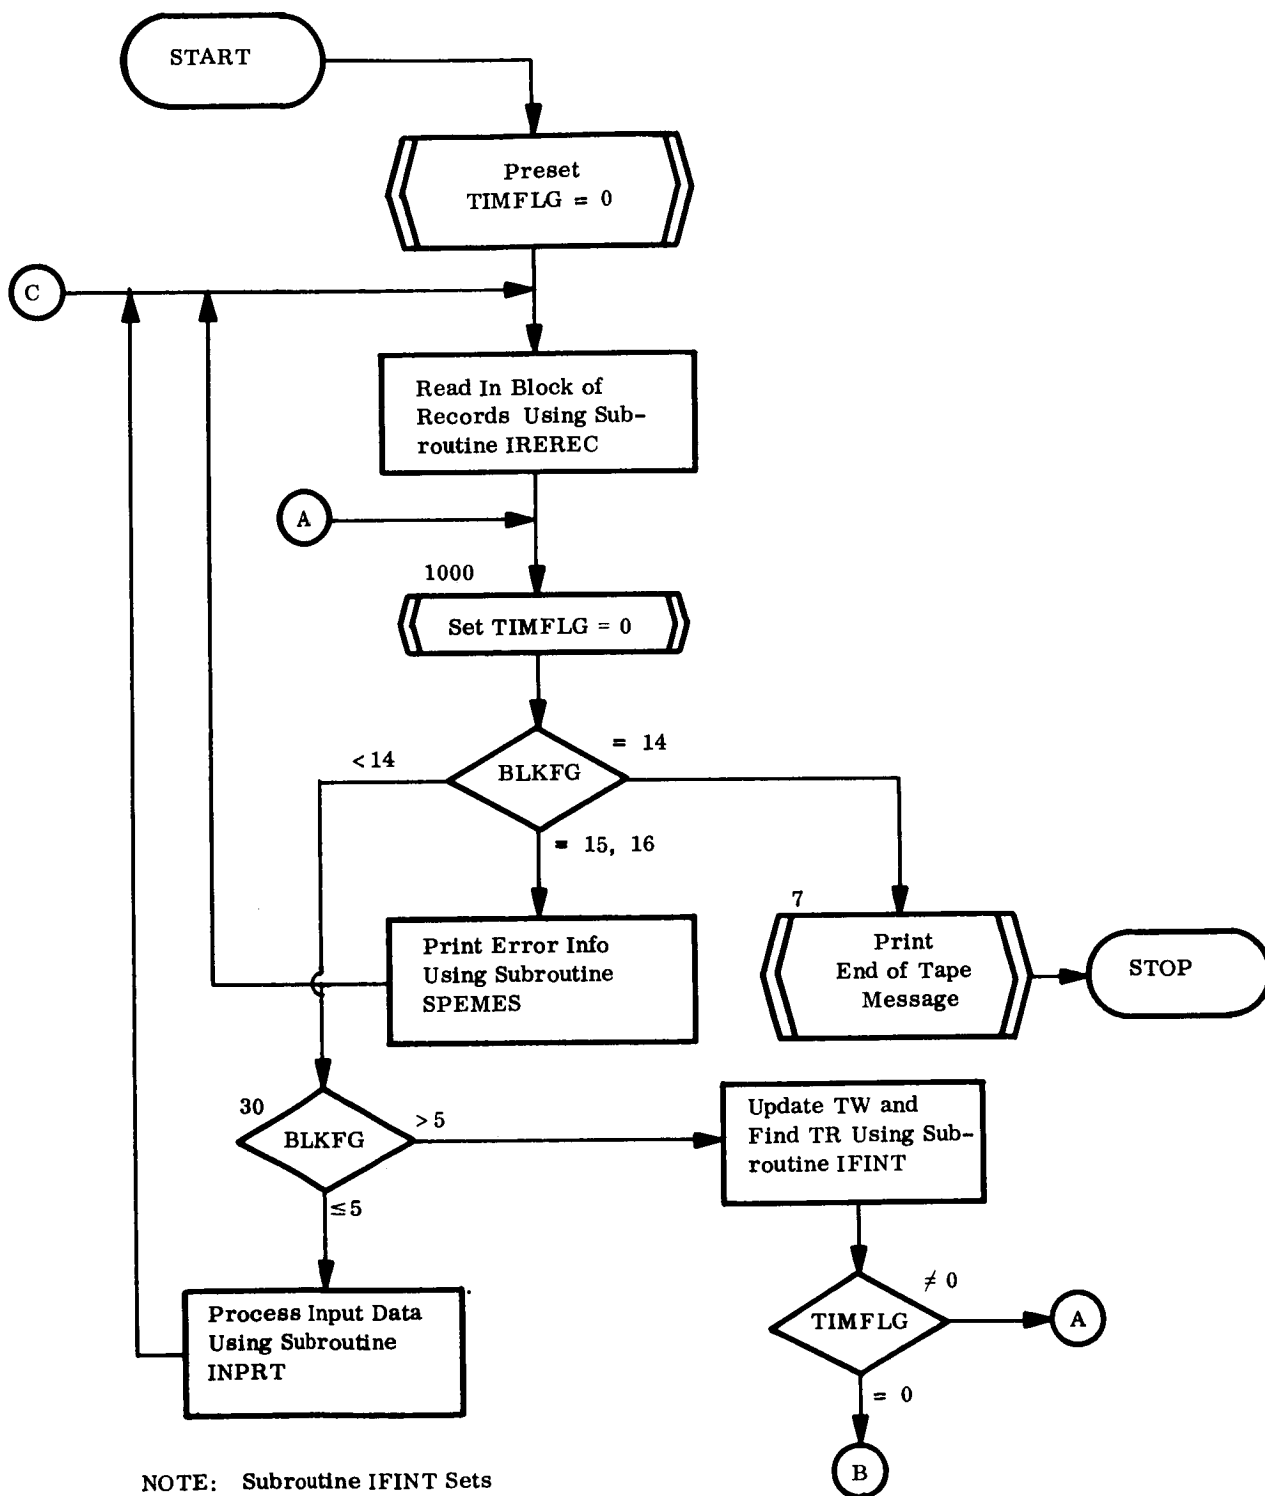 START
Preset
TIMFLG = 0
C
Read In Block of
Records Using Sub-
routine IREREC
A
1000
Set TIMFLG = 0
BLKFG
<14
= 14
= 15, 16
7
Print
End of Tape
Message
STOP
Print Error Info
Using Subroutine
SPEMES
30
BLKFG
>5
≤5
Update TW and
Find TR Using Sub-
routine IFINT
TIMFLG
≠ 0
A
= 0
B
Process Input Data
Using Subroutine
INPRT
NOTE: Subroutine IFINT Sets